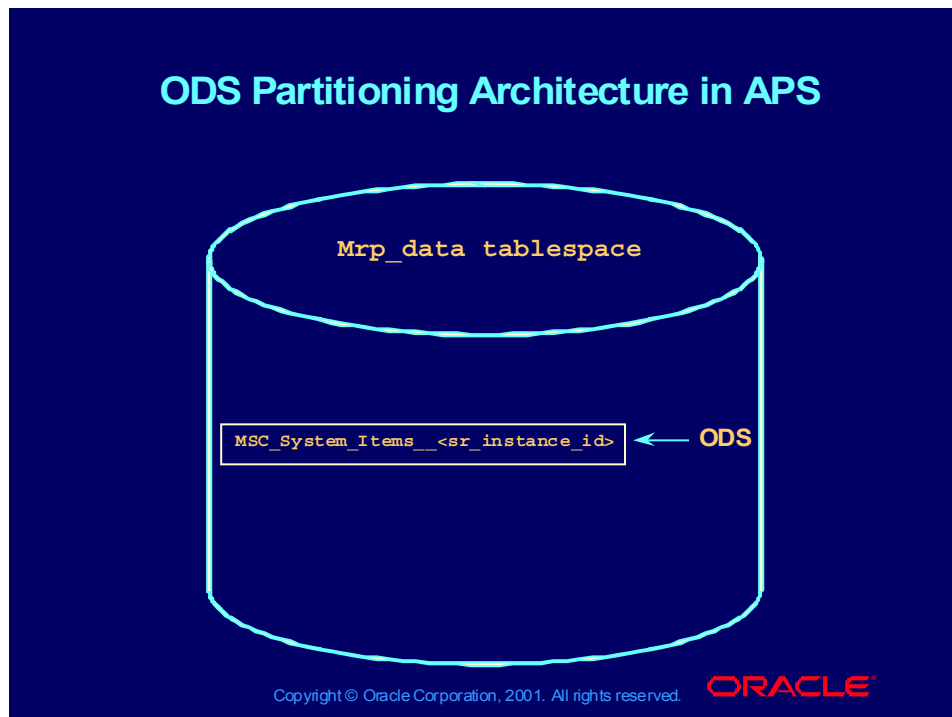 ODS Partitioning Architecture in APS
Mrp_data tablespace
MSC_System_Items__<sr_instance_id>
ODS
Copyright © Oracle Corporation, 2001. All rights reserved.
ORACLE®